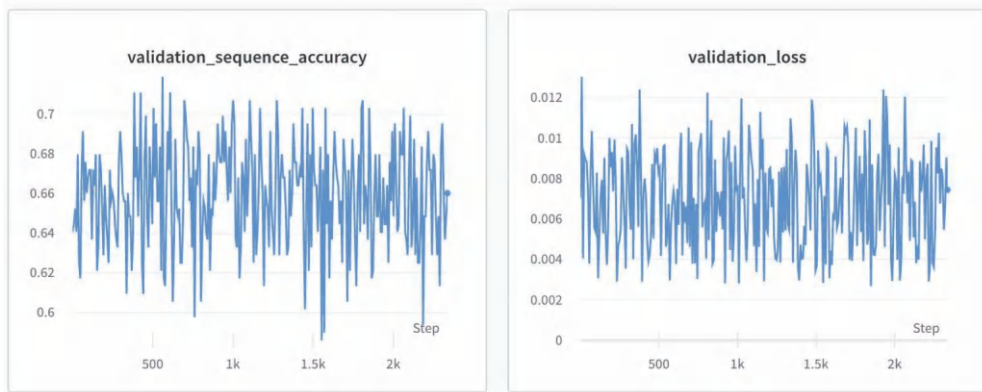 validation_sequence_accuracy
0.7
0.68
0.66
0.64
0.62
0.6
Step
500
1k
1.5k
2k
validation_loss
0.012
0.010
0.008
0.006
0.004
0.002
0
Step
500
1k
1.5k
2k